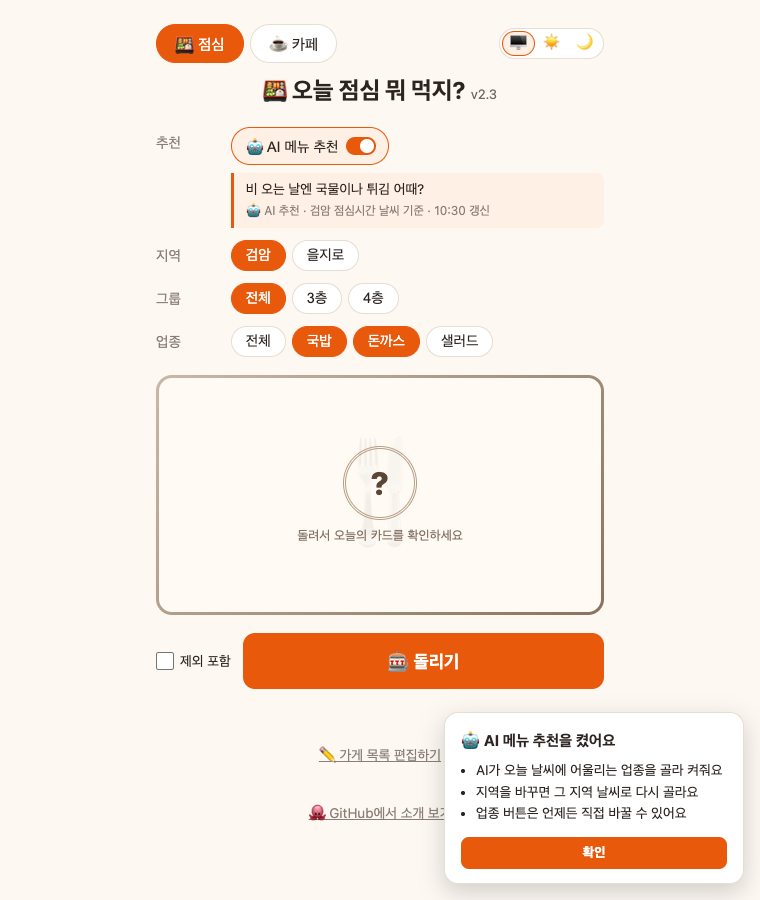 🍱 점심
☕ 카페
🖥️ ☀️ 🌙
🍱 오늘 점심 뭐 먹지? v2.3
추천
🤖 AI 메뉴 추천
비 오는 날엔 국물이나 튀김 어때?
🤖 AI 추천 · 검암 점심시간 날씨 기준 · 10:30 갱신
지역
검암
을지로
그룹
전체
3층
4층
업종
전체
국밥
돈까스
샐러드
?
돌려서 오늘의 카드를 확인하세요
제외 포함
🎰 돌리기
✏️ 가게 목록 편집하기
🐙 GitHub에서 소개 보기
🤖 AI 메뉴 추천을 켰어요
• AI가 오늘 날씨에 어울리는 업종을 골라 켜줘요
• 지역을 바꾸면 그 지역 날씨로 다시 골라요
• 업종 버튼은 언제든 직접 바꿀 수 있어요
확인